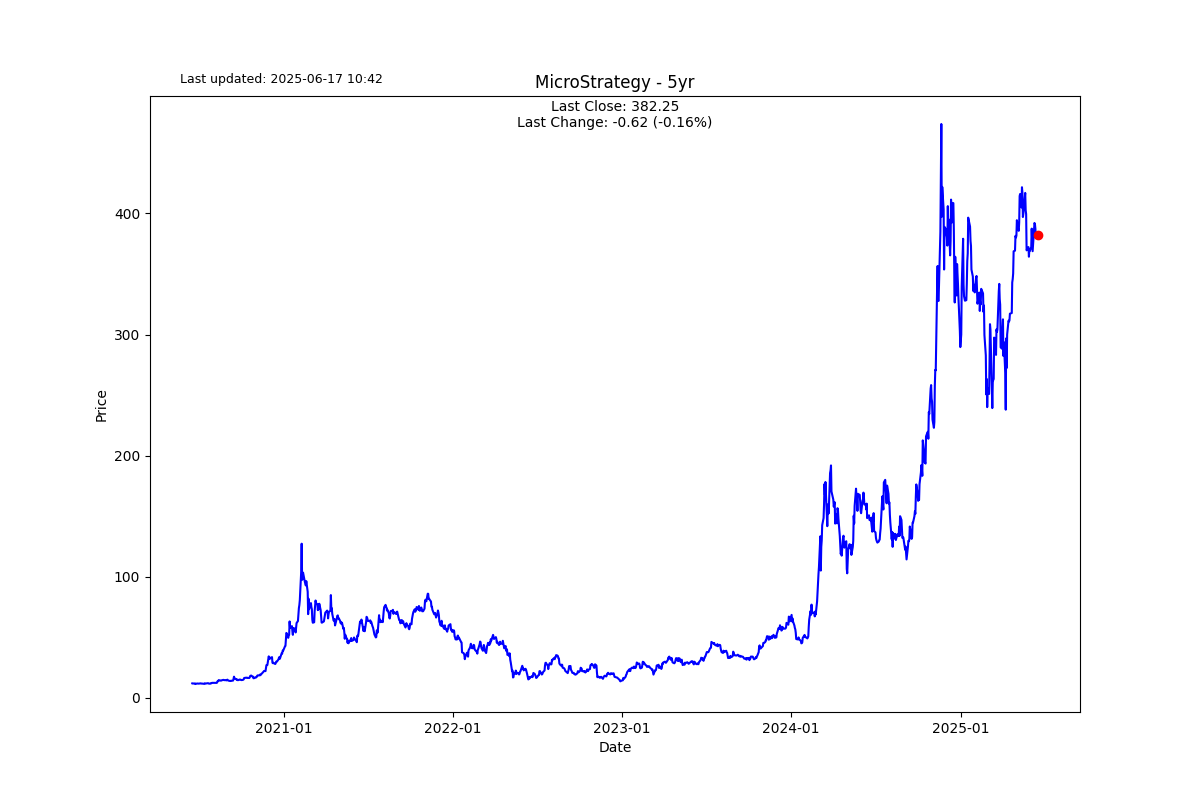 Last updated: 2025-06-17 10:42
MicroStrategy - 5yr
Last Close: 382.25
Last Change: -0.62 (-0.16%)
400
300
200
100
0
Price
2021-01
2022-01
2023-01
2024-01
2025-01
Date